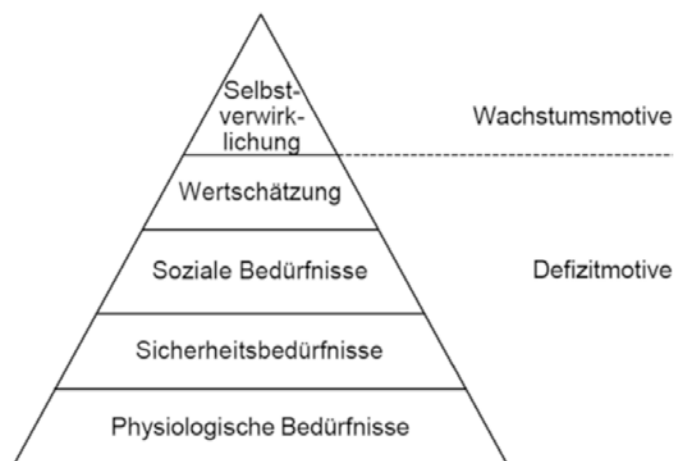 Selbst-
verwirk-
lichung
Wachstumsmotive
Wertschätzung
Soziale Bedürfnisse
Defizitmotive
Sicherheitsbedürfnisse
Physiologische Bedürfnisse